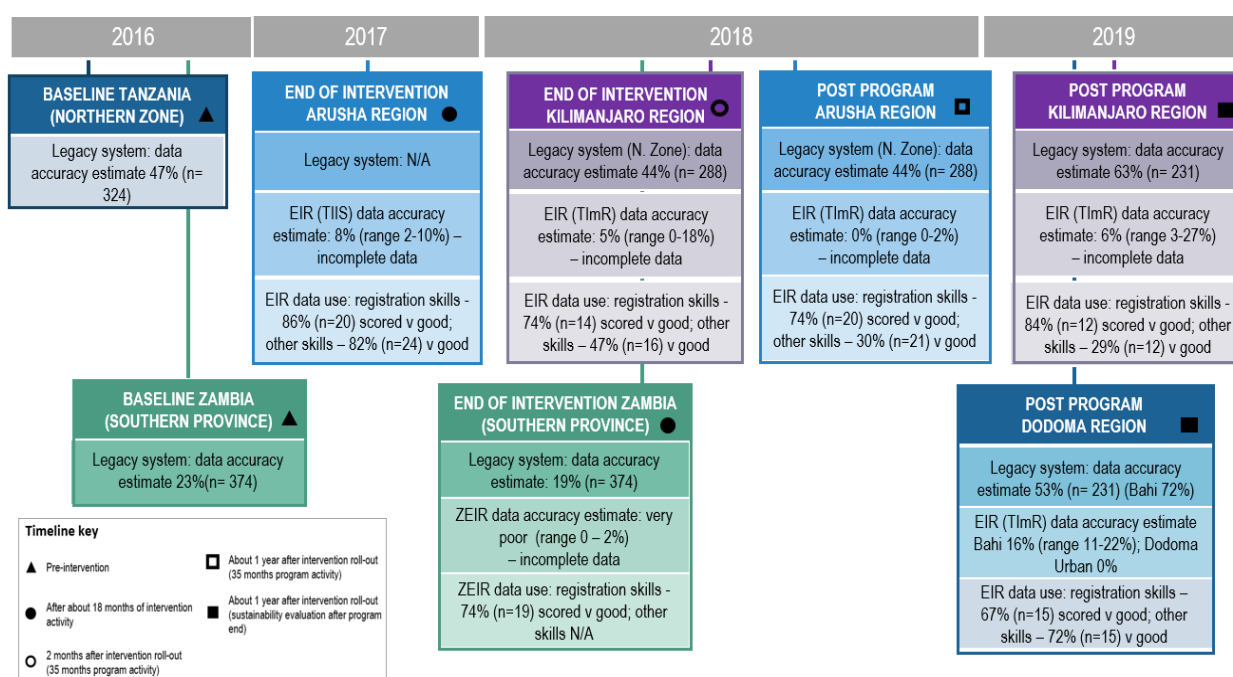 2016
2017
2018
2019
BASELINE TANZANIA
(NORTHERN ZONE)
Legacy system: data
accuracy estimate 47% (n=
324)
END OF INTERVENTION
ARUSHA REGION
Legacy system: N/A
EIR (TIIS) data accuracy
estimate: 8% (range 2-10%) –
incomplete data
EIR data use: registration skills -
86% (n=20) scored v good;
other skills – 82% (n=24) v good
END OF INTERVENTION
KILIMANJARO REGION
Legacy system (N. Zone): data
accuracy estimate 44% (n= 288)
EIR (TImR) data accuracy
estimate: 5% (range 0-18%)
– incomplete data
EIR data use: registration skills -
74% (n=14) scored v good; other
skills – 47% (n=16) v good
POST PROGRAM
ARUSHA REGION
Legacy system (N. Zone): data
accuracy estimate 44% (n= 288)
EIR (TImR) data accuracy
estimate: 0% (range 0-2%)
– incomplete data
EIR data use: registration skills -
74% (n=20) scored v good;
other skills – 30% (n=21) v good
POST PROGRAM
KILIMANJARO REGION
Legacy system: data accuracy
estimate 63% (n= 231)
EIR (TImR) data accuracy
estimate: 6% (range 3-27%)
– incomplete data
EIR data use: registration skills -
84% (n=12) scored v good; other
skills – 29% (n=12) v good
BASELINE ZAMBIA
(SOUTHERN PROVINCE)
Legacy system: data accuracy
estimate 23%(n= 374)
END OF INTERVENTION ZAMBIA
(SOUTHERN PROVINCE)
Legacy system: data accuracy
estimate: 19% (n= 374)
ZEIR data accuracy estimate: very
poor (range 0 – 2%)
– incomplete data
ZEIR data use: registration skills -
74% (n=19) scored v good; other
skills N/A
POST PROGRAM
DODOMA REGION
Legacy system: data accuracy
estimate 53% (n= 231) (Bahi 72%)
EIR (TImR) data accuracy estimate
Bahi 16% (range 11-22%); Dodoma
Urban 0%
EIR data use: registration skills –
67% (n=15) scored v good; other
skills – 72% (n=15) v good
Timeline key
Pre-intervention
After about 18 months of intervention
activity
2 months after intervention roll-out
(35 months program activity)
About 1 year after intervention roll-out
(35 months program activity)
About 1 year after intervention roll-out
(sustainability evaluation after program
end)